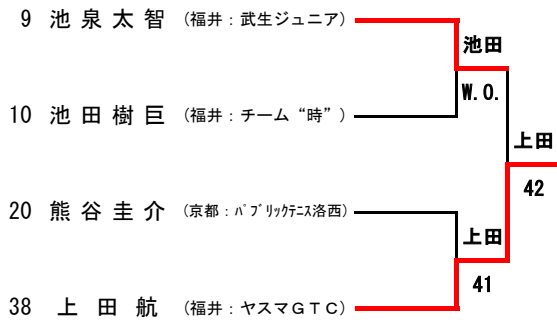 9 池泉太智 (福井：武生ジュニア)
池田
W.O.
10 池田樹巨 (福井：チーム“時”)
上田
42
20 熊谷圭介 (京都：パブリックテニス洛西)
上田
41
38 上田航 (福井：ヤスマGTC)